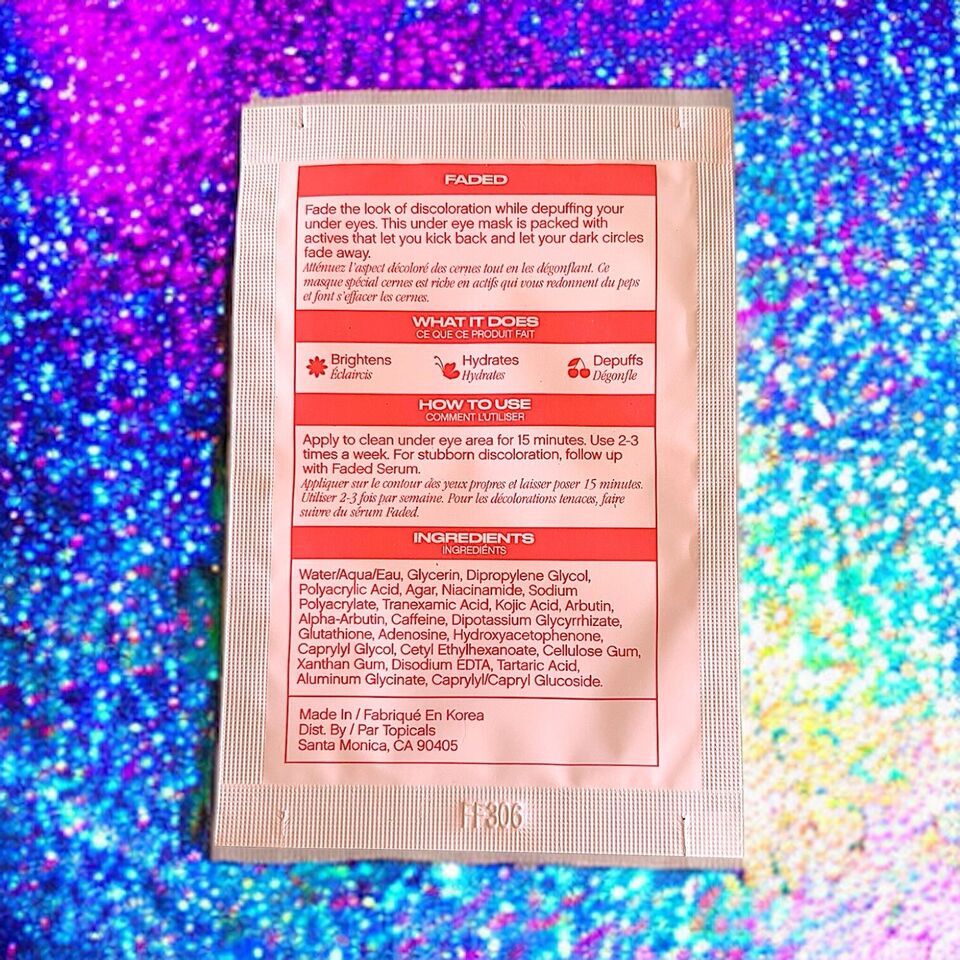 FADED
Fade the look of discoloration while depuffing your
under eyes. This under eye mask is packed with
actives that let you kick back and let your dark circles
fade away.
Atténuez l'aspect décoloré des cernes tout en les dégonflant. Ce
masque spécial cernes est riche en actifs qui vous redonnent du peps
et font s'effacer les cernes.
WHAT IT DOES
CE QUE CE PRODUIT FAIT
Brightens
Éclaircis
Hydrates
Hydrates
Depuffs
Dégonfle
HOW TO USE
COMMENT L'UTILISER
Apply to clean under eye area for 15 minutes. Use 2-3
times a week. For stubborn discoloration, follow up
with Faded Serum.
Appliquer sur le contour des yeux propres et laisser poser 15 minutes.
Utiliser 2-3 fois par semaine. Pour les décolorations tenaces, faire
suivre du sérum Faded.
INGREDIENTS
INGREDIÉNTS
Water/Aqua/Eau, Glycerin, Dipropylene Glycol,
Polyacrylic Acid, Agar, Niacinamide, Sodium
Polyacrylate, Tranexamic Acid, Kojic Acid, Arbutin,
Alpha-Arbutin, Caffeine, Dipotassium Glycyrrhizate,
Glutathione, Adenosine, Hydroxyacetophenone,
Caprylyl Glycol, Cetyl Ethylhexanoate, Cellulose Gum,
Xanthan Gum, Disodium EDTA, Tartaric Acid,
Aluminum Glycinate, Caprylyl/Capryl Glucoside.
Made In / Fabriqué En Korea
Dist. By / Par Topicals
Santa Monica, CA 90405